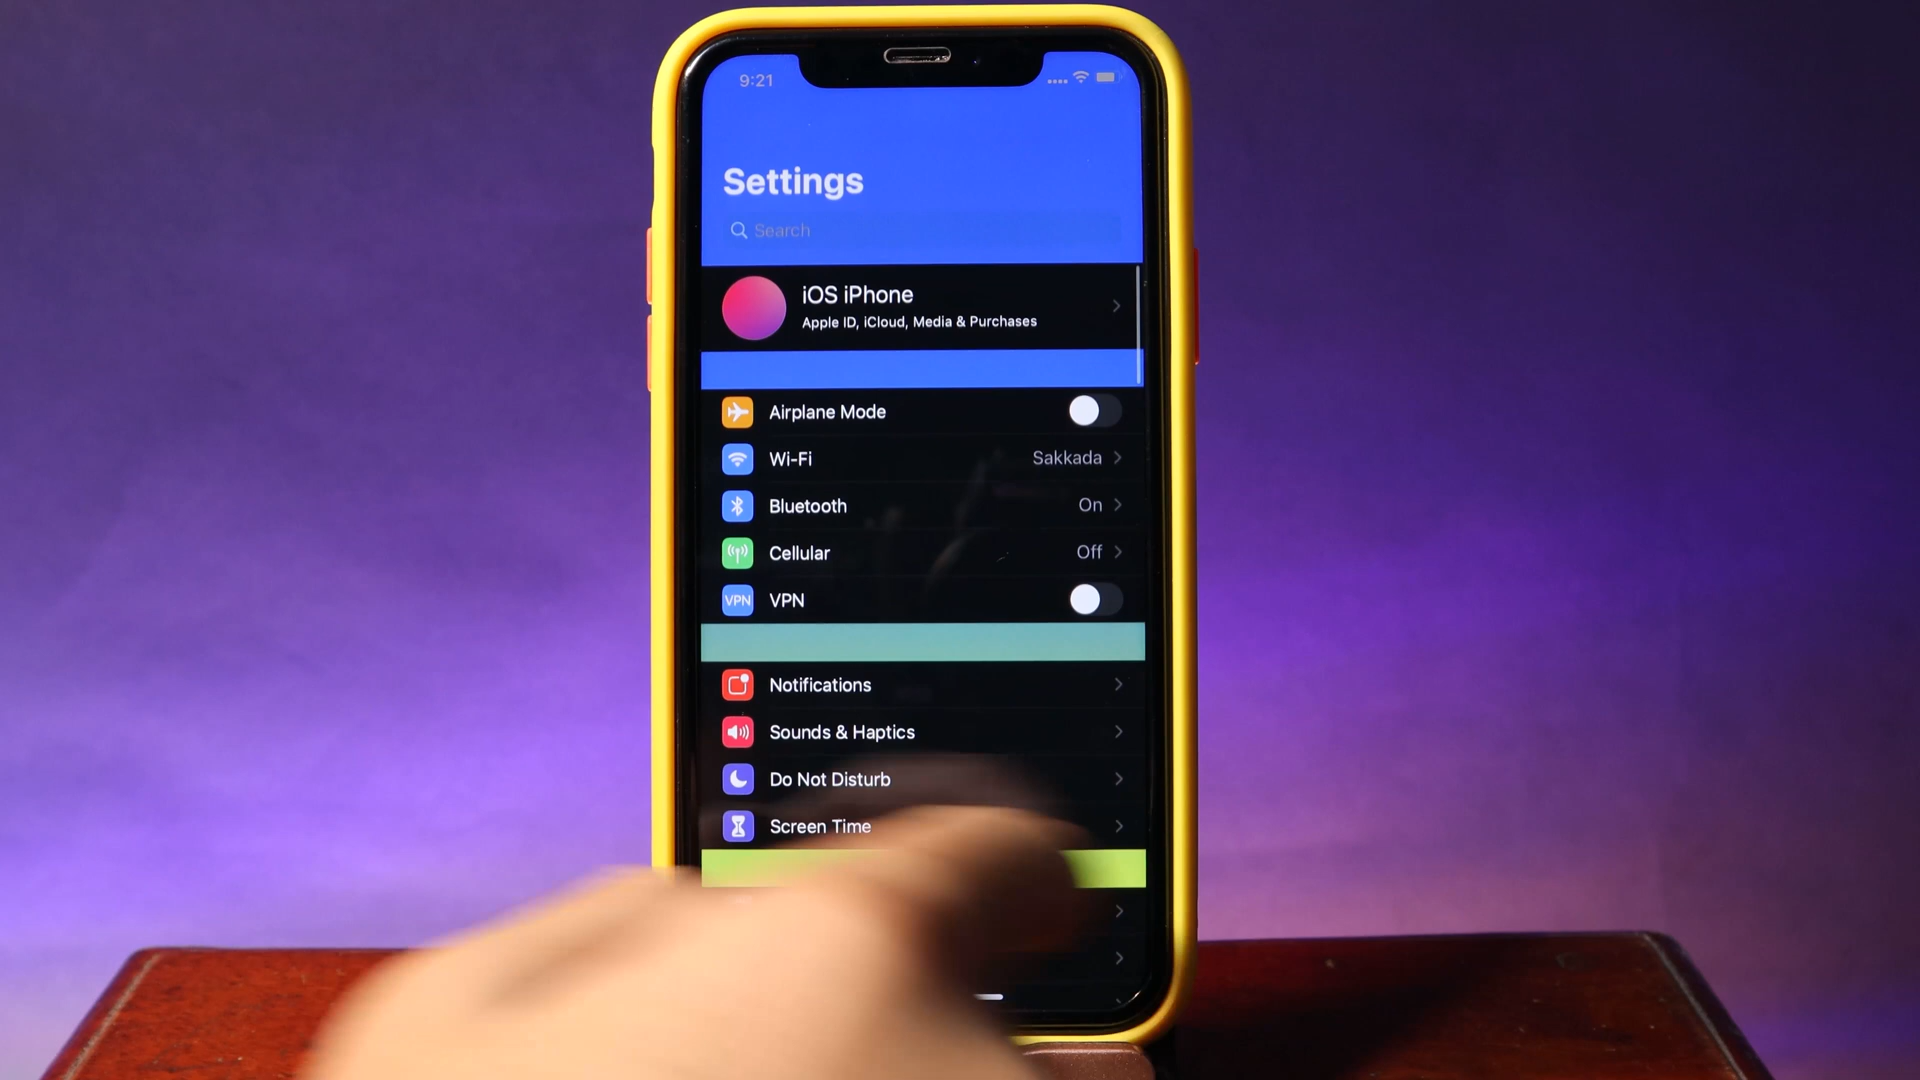 9:21
Settings
Search
iOS iPhone
Apple ID, iCloud, Media & Purchases
Airplane Mode
Wi-Fi Sakkada
Bluetooth On
Cellular Off
VPN VPN
Notifications
Sounds & Haptics
Do Not Disturb
Screen Time